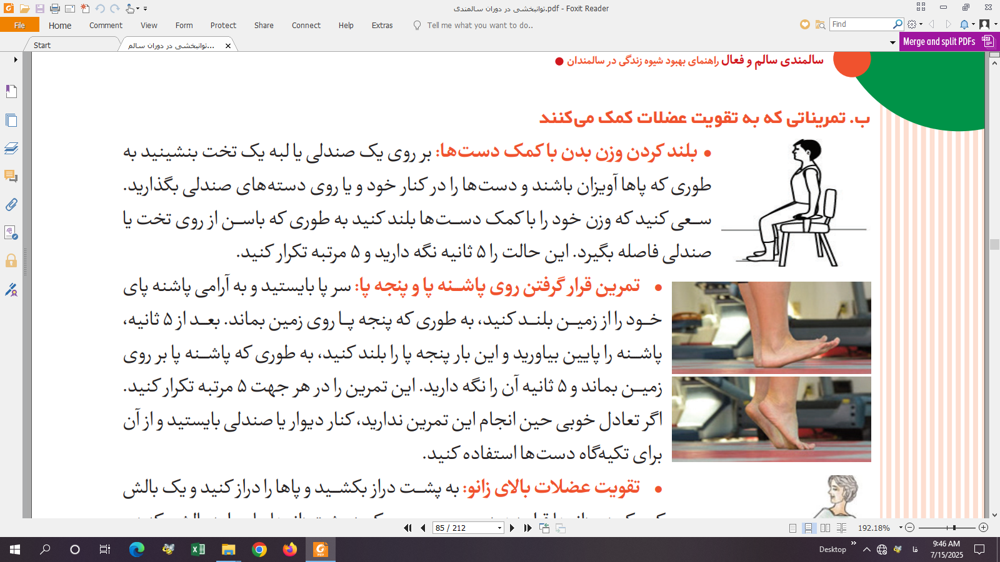 توانبخشی در دوران سالمندی.pdf - Foxit Reader
File Home Comment View Form Protect Share Connect Help Extras Tell me what you want to do.. Find
Start توانبخشی در دوران سالم... Merge and split PDFs
سالمندی سالم و فعال راهنمای بهبود شیوه زندگی در سالمندان
ب. تمریناتی که به تقویت عضلات کمک می‌کنند
• بلند کردن وزن بدن با کمک دست‌ها: بر روی یک صندلی یا لبه یک تخت بنشینید به
طوری که پاها آویزان باشند و دست‌ها را در کنار خود و یا روی دسته‌های صندلی بگذارید.
سعی کنید که وزن خود را با کمک دست‌ها بلند کنید به طوری که باسن از روی تخت یا
صندلی فاصله بگیرد. این حالت را ۵ ثانیه نگه دارید و ۵ مرتبه تکرار کنید.
• تمرین قرار گرفتن روی پاشنه پا و پنجه پا: سر پا بایستید و به آرامی پاشنه پای
خود را از زمین بلند کنید، به طوری که پنجه پا روی زمین بماند. بعد از ۵ ثانیه،
پاشنه را پایین بیاورید و این بار پنجه پا را بلند کنید، به طوری که پاشنه پا بر روی
زمین بماند و ۵ ثانیه آن را نگه دارید. این تمرین را در هر جهت ۵ مرتبه تکرار کنید.
اگر تعادل خوبی حین انجام این تمرین ندارید، کنار دیوار یا صندلی بایستید و از آن
برای تکیه‌گاه دست‌ها استفاده کنید.
• تقویت عضلات بالای زانو: به پشت دراز بکشید و پاها را دراز کنید و یک بالش
85 / 212 192.18%
Desktop فا 9:46 AM
7/15/2025